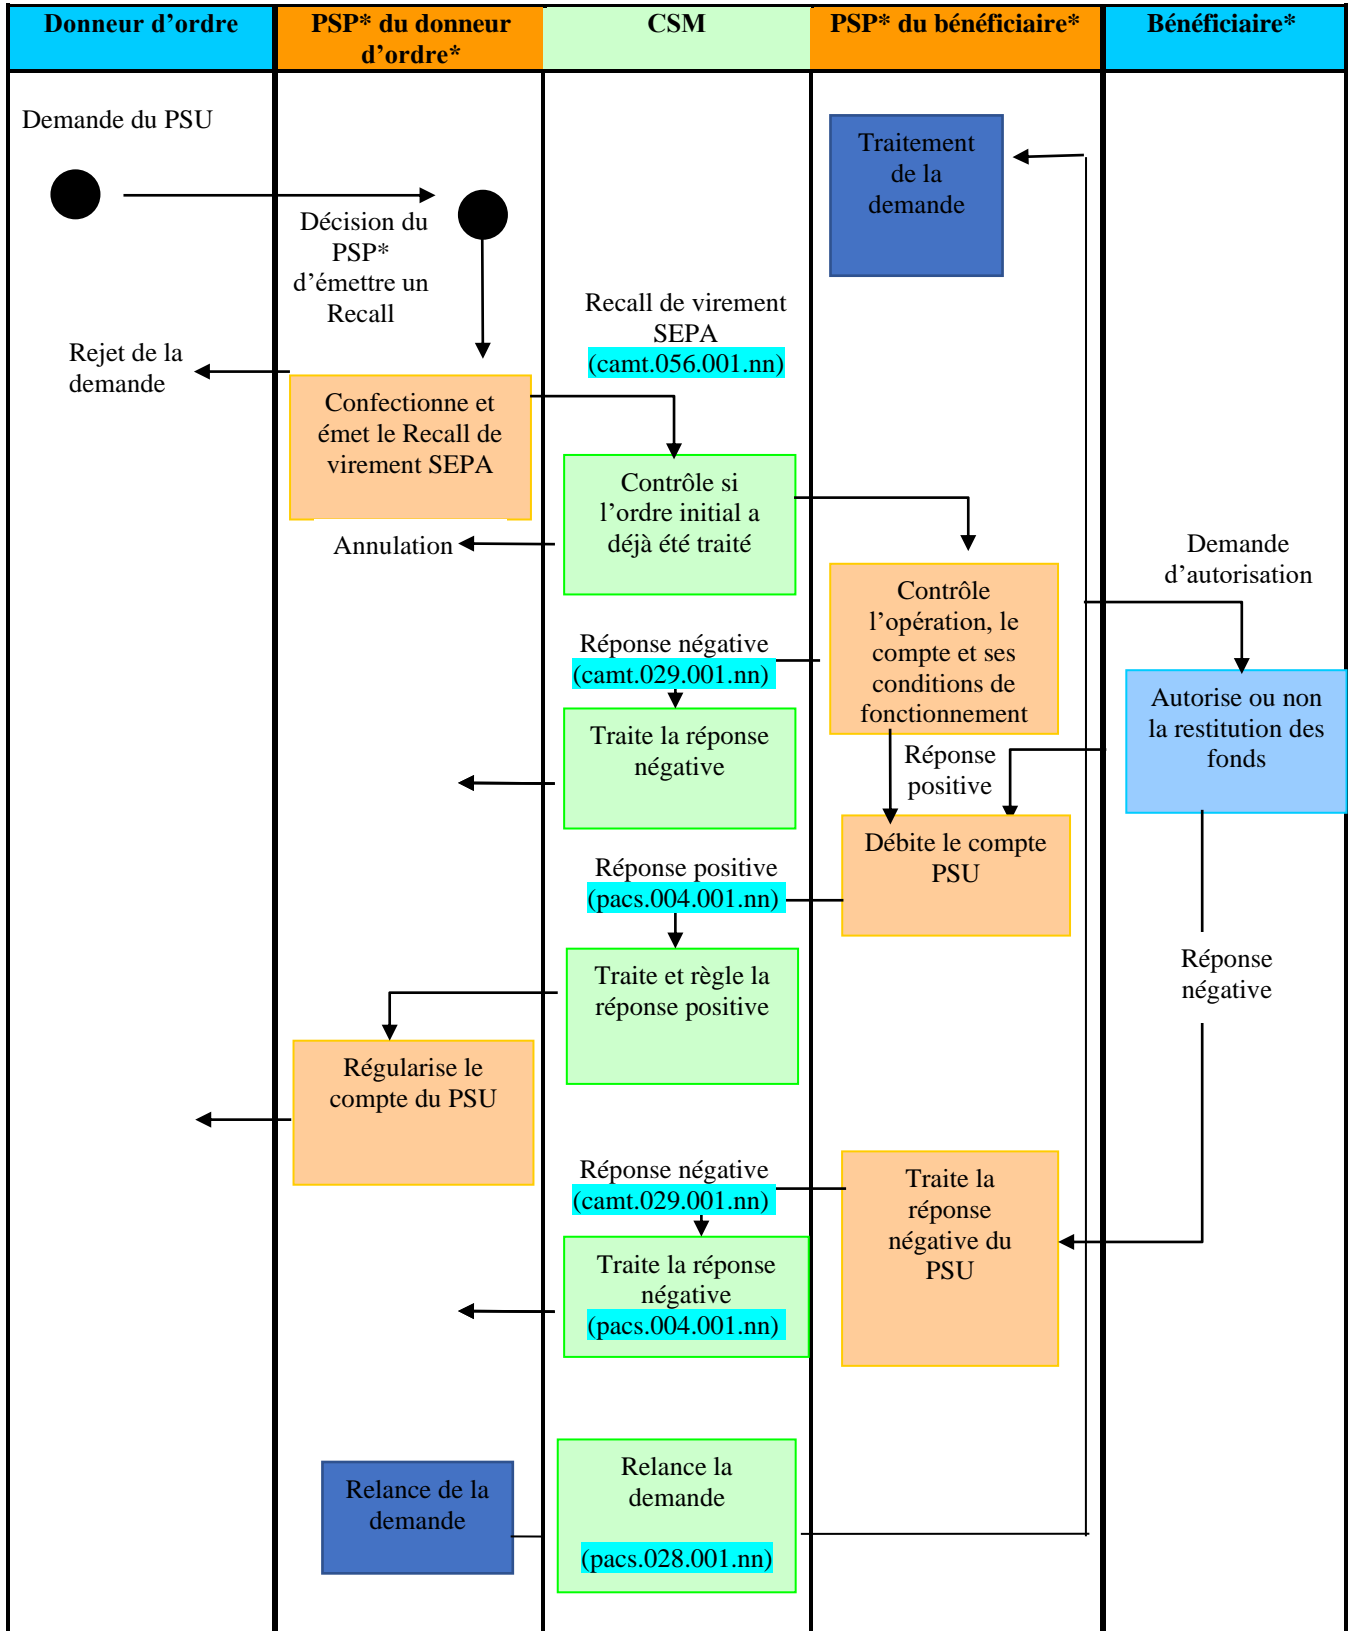 Donneur d’ordre
PSP* du donneur
d’ordre*
CSM
PSP* du bénéficiaire*
Bénéficiaire*
Demande du PSU
Décision du
PSP*
d’émettre un
Recall
Traitement
de la
demande
Recall de virement
SEPA
(camt.056.001.nn)
Rejet de la
demande
Confectionne et
émet le Recall de
virement SEPA
Contrôle si
l’ordre initial a
déjà été traité
Annulation
Contrôle
l’opération, le
compte et ses
conditions de
fonctionnement
Demande
d’autorisation
Réponse négative
(camt.029.001.nn)
Traite la réponse
négative
Réponse
positive
Autorise ou non
la restitution des
fonds
Débite le compte
PSU
Réponse positive
(pacs.004.001.nn)
Traite et règle la
réponse positive
Réponse
négative
Régularise le
compte du PSU
Réponse négative
(camt.029.001.nn)
Traite la
réponse
négative du
PSU
Traite la réponse
négative
(pacs.004.001.nn)
Relance de la
demande
Relance la
demande
(pacs.028.001.nn)